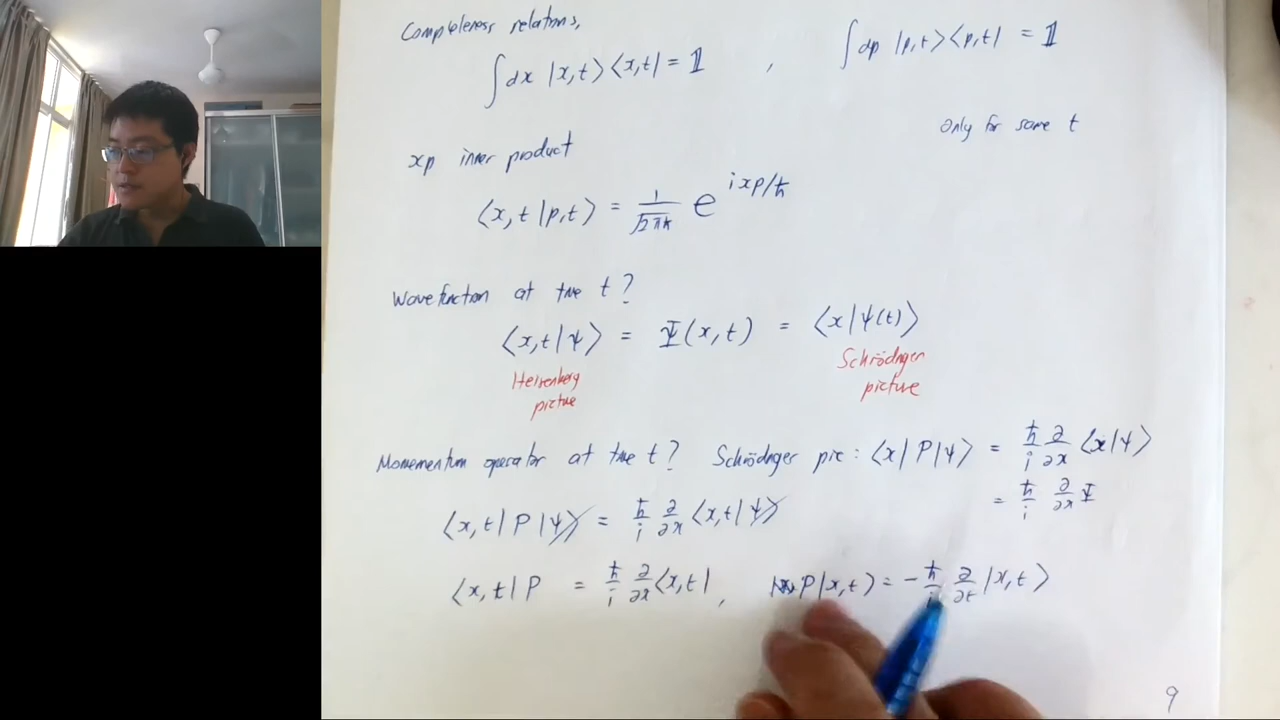 Completeness relations,
∫dx |x,t⟩⟨x,t| = 𝟙 , ∫dp |p,t⟩⟨p,t| = 𝟙
only for same t
xp inner product
⟨x,t|p,t⟩ = 1/√2πħ e^{ixp/ħ}
Wavefunction at time t?
⟨x,t|ψ⟩ = Ψ(x,t) = ⟨x|ψ(t)⟩
Heisenberg picture
Schrödinger picture
Momementum operator at time t? Schrödinger pic: ⟨x|P|ψ⟩ = ħ/i ∂/∂x ⟨x|ψ⟩
= ħ/i ∂/∂x Ψ
⟨x,t|P|ψ⟩ = ħ/i ∂/∂x ⟨x,t|ψ⟩
⟨x,t|P = ħ/i ∂/∂x ⟨x,t| , P|x,t⟩ = -ħ/i ∂/∂t |x,t⟩
9